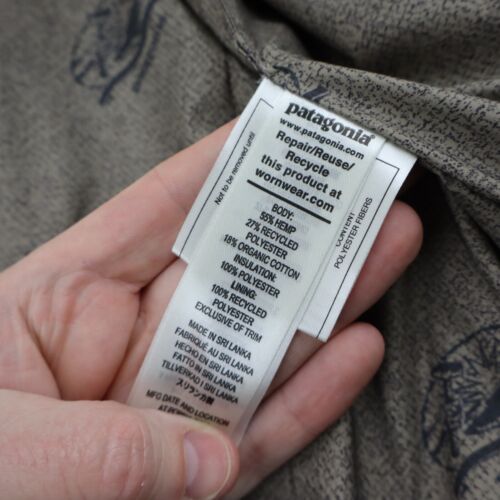 patagonia®
www.patagonia.com
Repair/Reuse/
Recycle
this product at
wornwear.com
BODY:
55% HEMP
27% RECYCLED
POLYESTER
18% ORGANIC COTTON
INSULATION:
100% POLYESTER
LINING:
100% RECYCLED
POLYESTER
EXCLUSIVE OF TRIM
MADE IN SRI LANKA
FABRIQUÉ AU SRI LANKA
HECHO EN SRI LANKA
FATTO IN SRI LANKA
TILLVERKAD I SRI LANKA
スリランカ製
MFG DATE AND LOCATION
Not to be removed until
CONTENT
POLYESTER FIBERS